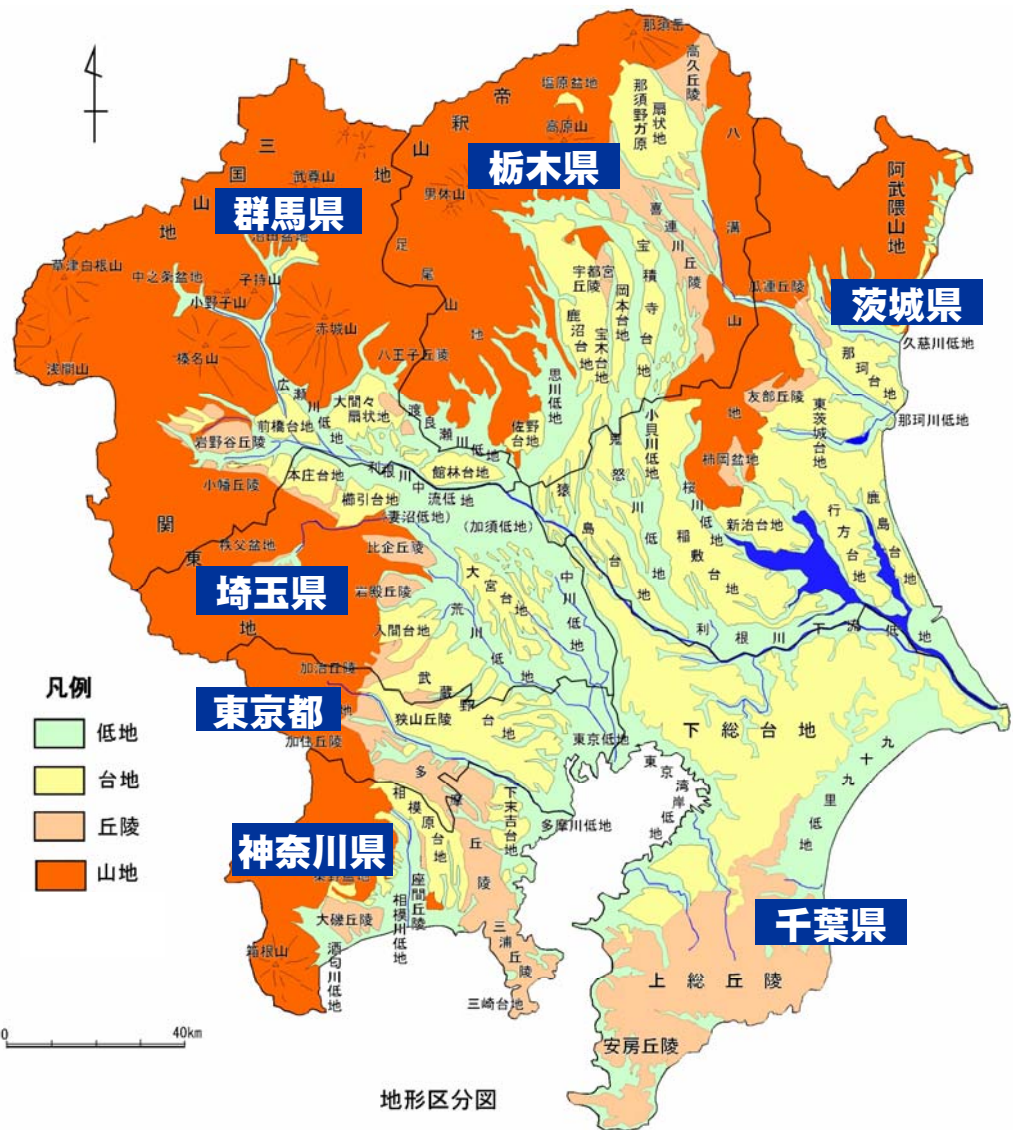 那須岳
高久丘陵
塩原盆地
那須野ガ原
扇状地
帝釈山地
高原山
八溝山地
三国山地
栃木県
武尊山
男体山
阿武隈山地
群馬県
足尾山地
喜連川丘陵
宝積寺台地
宇都宮丘陵
岡本台地
草津白根山
中之条盆地
子持山
小野子山
瓜連丘陵
茨城県
赤城山
鹿沼台地
宝木台地
久慈川低地
榛名山
八王子丘陵
那珂台地
浅間山
広瀬川低地
大間々扇状地
渡良瀬川低地
思川低地
友部丘陵
東茨城台地
那珂川低地
前橋台地
佐野台地
小貝川低地
岩野谷丘陵
鬼怒川低地
柿岡盆地
本庄台地
利根川中流低地
館林台地
小幡丘陵
櫛引台地
猿島台地
桜川低地
鹿島台地
行方台地
関東山地
(妻沼低地)
(加須低地)
新治台地
稲敷台地
秩父盆地
比企丘陵
大宮台地
中川低地
埼玉県
岩殿丘陵
荒川低地
入間台地
利根川下流低地
加治丘陵
武蔵野台地
凡例
東京都
狭山丘陵
低地
加住丘陵
東京低地
下総台地
九十九里低地
台地
多摩丘陵
東京湾岸低地
相模原台地
下末吉台地
丘陵
多摩川低地
神奈川県
山地
座間丘陵
大磯丘陵
相模川低地
千葉県
三浦丘陵
箱根山
酒匂川低地
上総丘陵
三崎台地
0
40km
安房丘陵
地形区分図